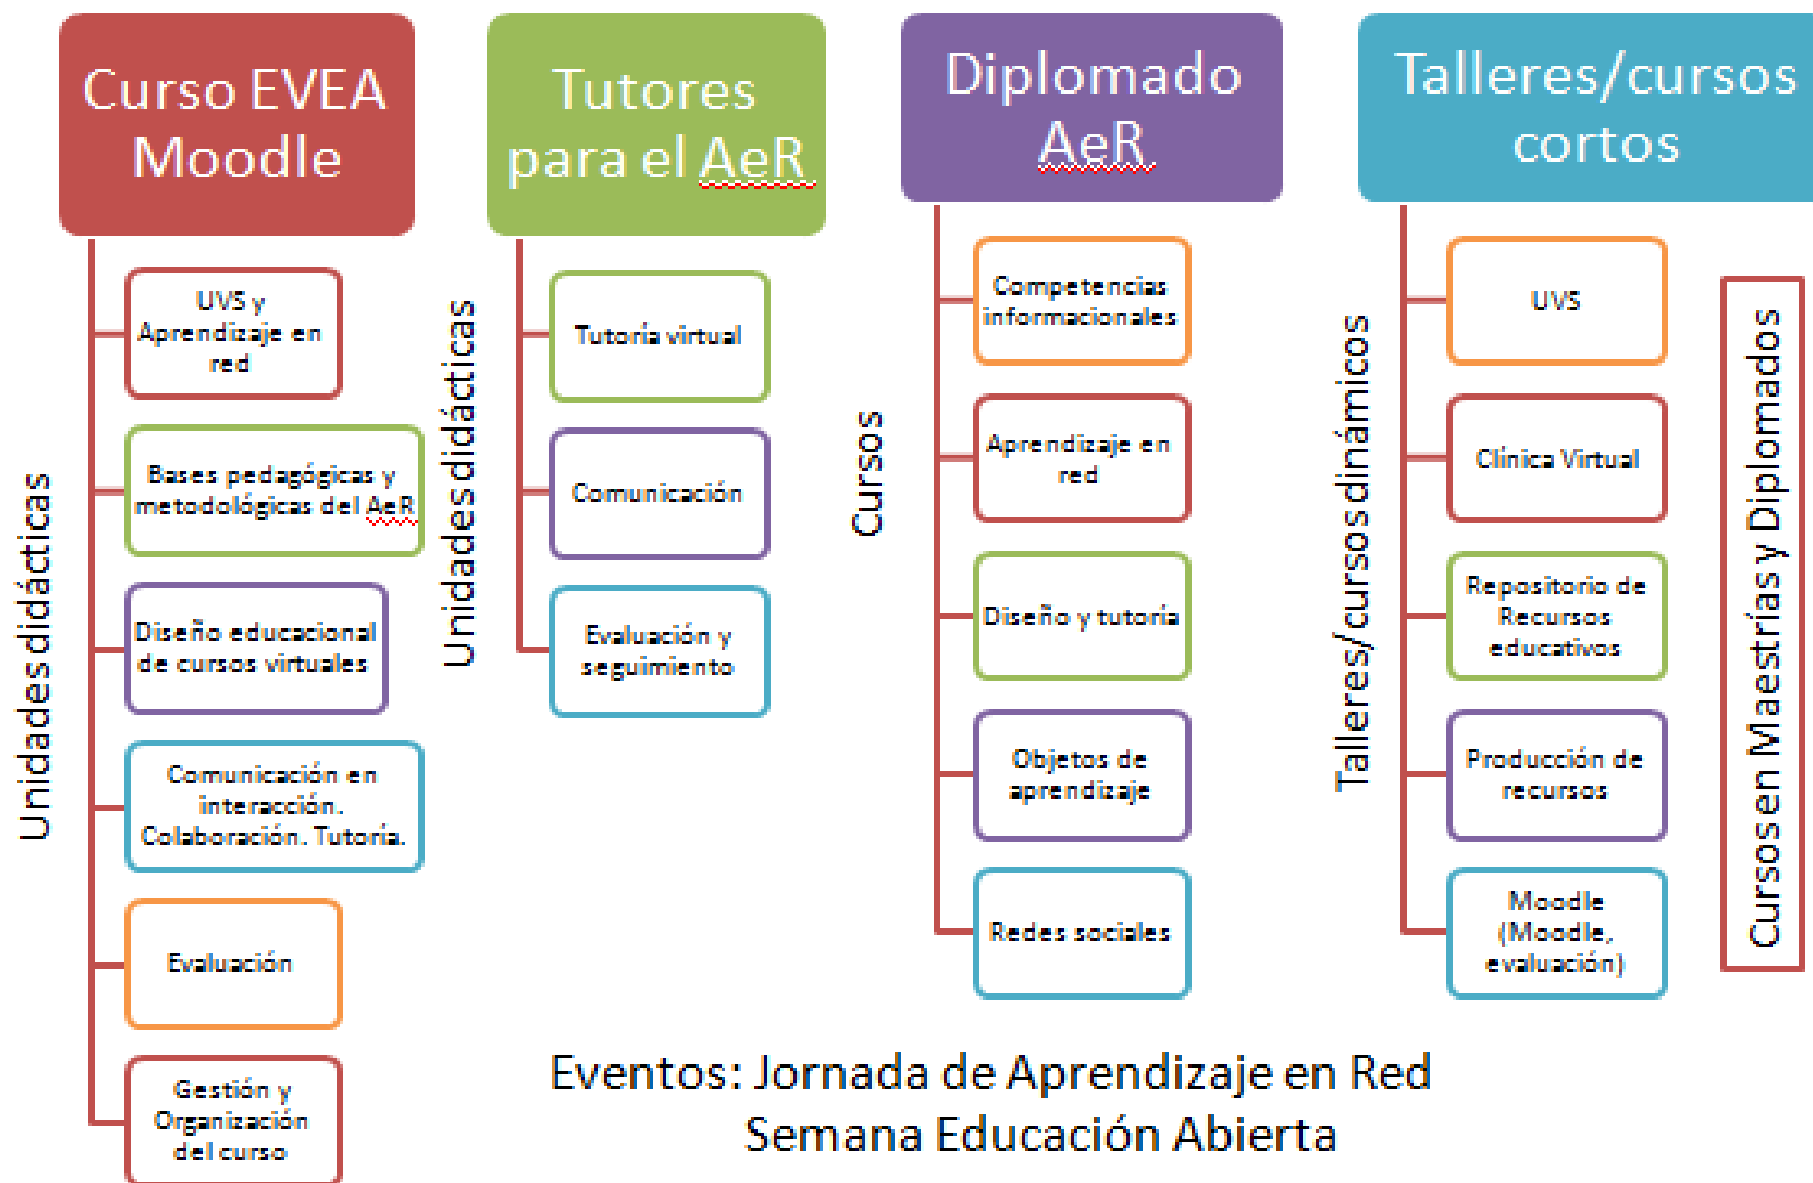 Curso EVEA
Moodle
Unidades didácticas
UVS y
Aprendizaje en
red
Bases pedagógicas y
metodológicas del AeR
Diseño educacional
de cursos virtuales
Comunicación en
interacción.
Colaboración. Tutoría.
Evaluación
Gestión y
Organización
del curso
Tutores
para el AeR
Unidades didácticas
Tutoría virtual
Comunicación
Evaluación y
seguimiento
Diplomado
AeR
Cursos
Competencias
informacionales
Aprendizaje en
red
Diseño y tutoría
Objetos de
aprendizaje
Redes sociales
Talleres/cursos
cortos
Talleres/cursos dinámicos
UVS
Clínica Virtual
Repositorio de
Recursos
educativos
Producción de
recursos
Moodle
(Moodle,
evaluación)
Cursos en Maestrías y Diplomados
Eventos: Jornada de Aprendizaje en Red
Semana Educación Abierta